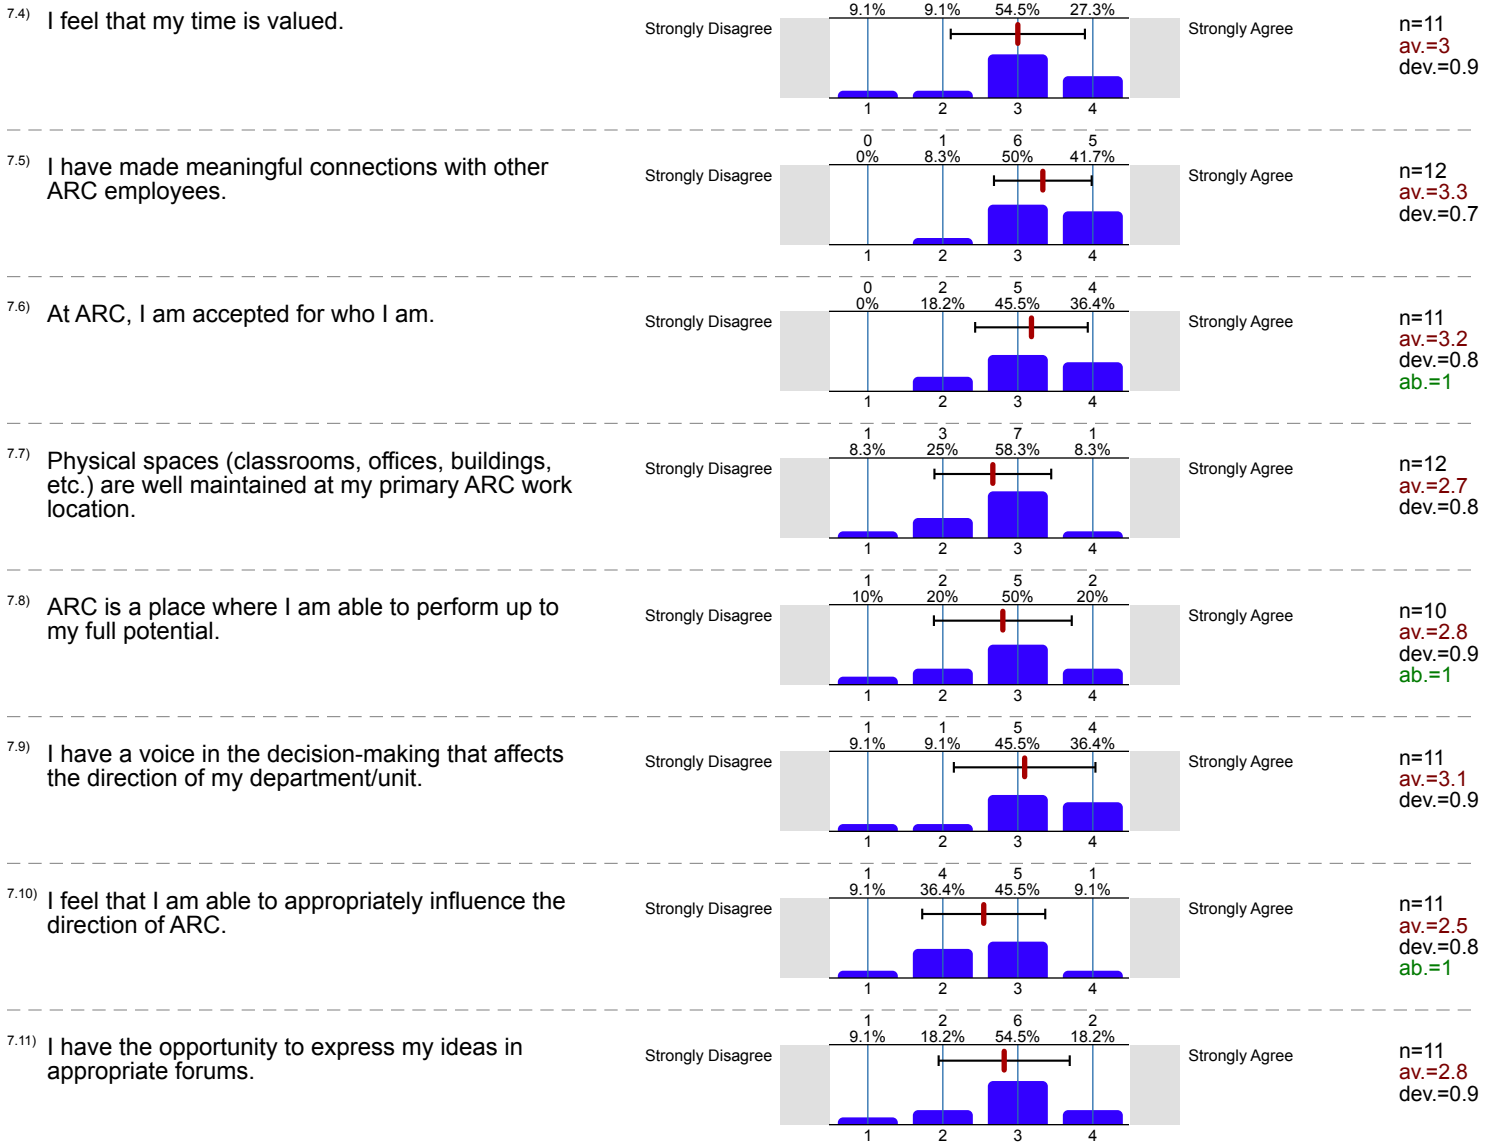 9.1% 9.1% 54.5% 27.3%
7.4) I feel that my time is valued.
Strongly Disagree Strongly Agree
n=11
av.=3
dev.=0.9
1 2 3 4
0 1 6 5
0% 8.3% 50% 41.7%
7.5) I have made meaningful connections with other
ARC employees.
Strongly Disagree Strongly Agree
n=12
av.=3.3
dev.=0.7
1 2 3 4
0 2 5 4
0% 18.2% 45.5% 36.4%
7.6) At ARC, I am accepted for who I am.
Strongly Disagree Strongly Agree
n=11
av.=3.2
dev.=0.8
ab.=1
1 2 3 4
1 3 7 1
8.3% 25% 58.3% 8.3%
7.7) Physical spaces (classrooms, offices, buildings,
etc.) are well maintained at my primary ARC work
location.
Strongly Disagree Strongly Agree
n=12
av.=2.7
dev.=0.8
1 2 3 4
1 2 5 2
10% 20% 50% 20%
7.8) ARC is a place where I am able to perform up to
my full potential.
Strongly Disagree Strongly Agree
n=10
av.=2.8
dev.=0.9
ab.=1
1 2 3 4
1 1 5 4
9.1% 9.1% 45.5% 36.4%
7.9) I have a voice in the decision-making that affects
the direction of my department/unit.
Strongly Disagree Strongly Agree
n=11
av.=3.1
dev.=0.9
1 2 3 4
1 4 5 1
9.1% 36.4% 45.5% 9.1%
7.10) I feel that I am able to appropriately influence the
direction of ARC.
Strongly Disagree Strongly Agree
n=11
av.=2.5
dev.=0.8
ab.=1
1 2 3 4
1 2 6 2
9.1% 18.2% 54.5% 18.2%
7.11) I have the opportunity to express my ideas in
appropriate forums.
Strongly Disagree Strongly Agree
n=11
av.=2.8
dev.=0.9
1 2 3 4